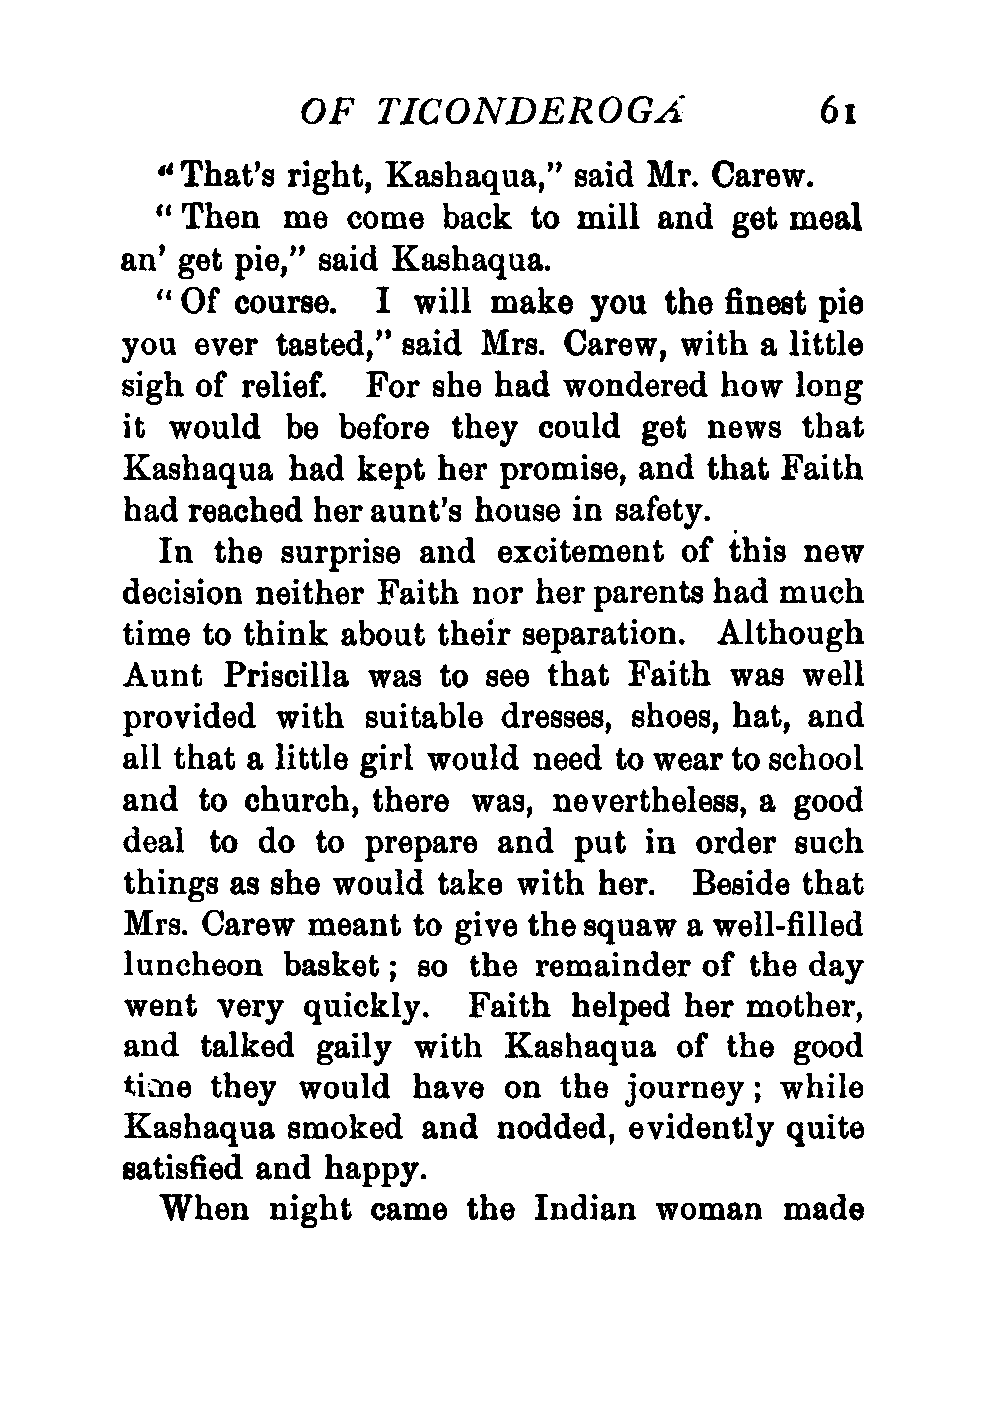 OF TICONDEROGA 61
"That's right, Kashaqua," said Mr. Carew.
"Then me come back to mill and get meal
an' get pie," said Kashaqua.
"Of course. I will make you the finest pie
you ever tasted," said Mrs. Carew, with a little
sigh of relief. For she had wondered how long
it would be before they could get news that
Kashaqua had kept her promise, and that Faith
had reached her aunt's house in safety.
In the surprise and excitement of this new
decision neither Faith nor her parents had much
time to think about their separation. Although
Aunt Priscilla was to see that Faith was well
provided with suitable dresses, shoes, hat, and
all that a little girl would need to wear to school
and to church, there was, nevertheless, a good
deal to do to prepare and put in order such
things as she would take with her. Beside that
Mrs. Carew meant to give the squaw a well-filled
luncheon basket; so the remainder of the day
went very quickly. Faith helped her mother,
and talked gaily with Kashaqua of the good
time they would have on the journey; while
Kashaqua smoked and nodded, evidently quite
satisfied and happy.
When night came the Indian woman made